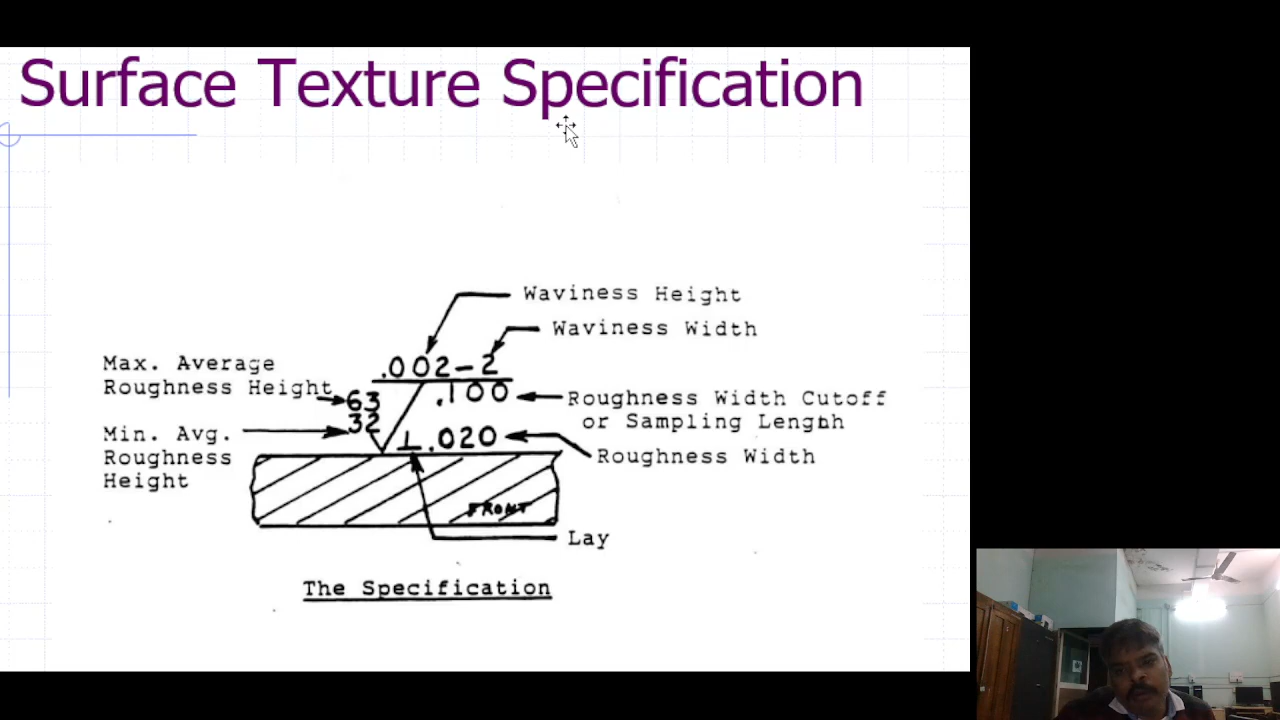 Surface Texture Specification
Waviness Height
Waviness Width
.002-2
Max. Average
Roughness Height
63
.100
Roughness Width Cutoff
or Sampling Length
32
Min. Avg.
Roughness
Height
⊥ .020
Roughness Width
FRONT
Lay
The Specification